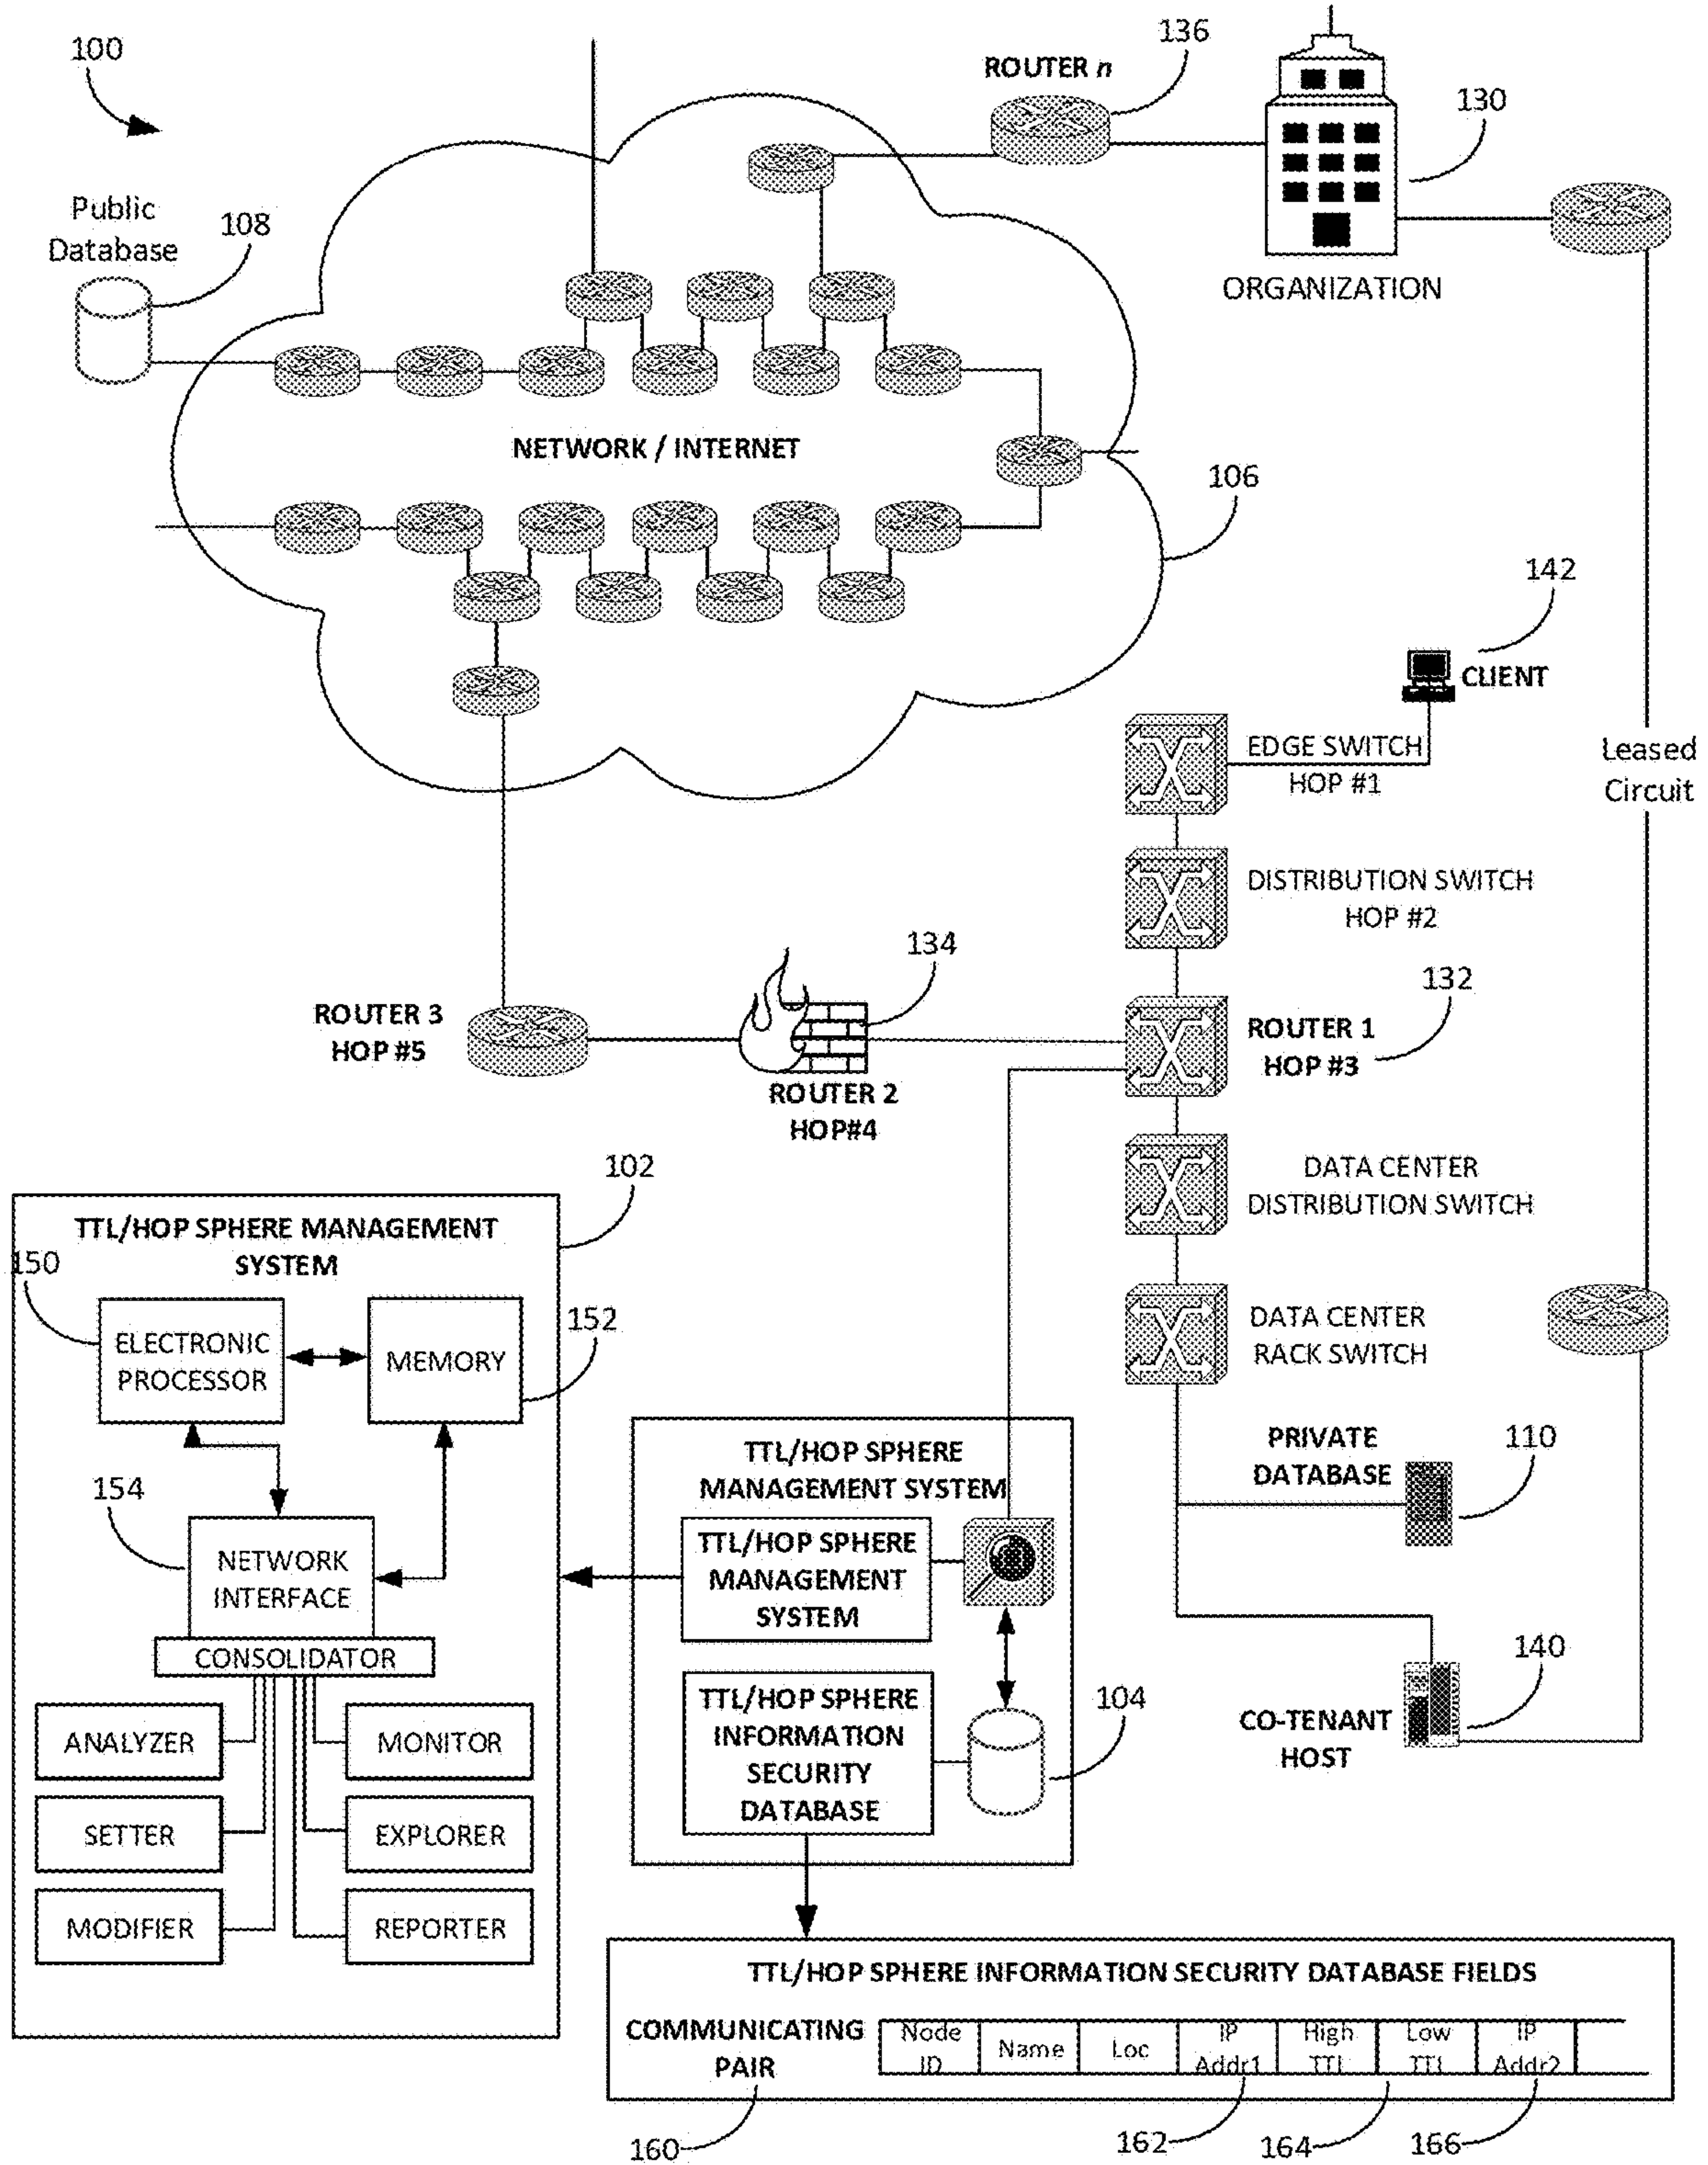 100
136
ROUTER n
130
Public
Database
108
ORGANIZATION
NETWORK / INTERNET
106
142
CLIENT
EDGE SWITCH
HOP #1
Leased
Circuit
DISTRIBUTION SWITCH
HOP #2
134
132
ROUTER 3
HOP #5
ROUTER 1
HOP #3
ROUTER 2
HOP#4
102
DATA CENTER
DISTRIBUTION SWITCH
TTL/HOP SPHERE MANAGEMENT
SYSTEM
150
152
ELECTRONIC
PROCESSOR
MEMORY
DATA CENTER
RACK SWITCH
TTL/HOP SPHERE
MANAGEMENT SYSTEM
PRIVATE
DATABASE
110
154
NETWORK
INTERFACE
TTL/HOP SPHERE
MANAGEMENT
SYSTEM
CONSOLIDATOR
140
TTL/HOP SPHERE
INFORMATION
SECURITY
DATABASE
104
CO-TENANT
HOST
ANALYZER
MONITOR
SETTER
EXPLORER
MODIFIER
REPORTER
TTL/HOP SPHERE INFORMATION SECURITY DATABASE FIELDS
COMMUNICATING
PAIR
Node
ID
Name
Loc
IP
Addr1
High
TTL
Low
TTL
IP
Addr2
160
162
164
166